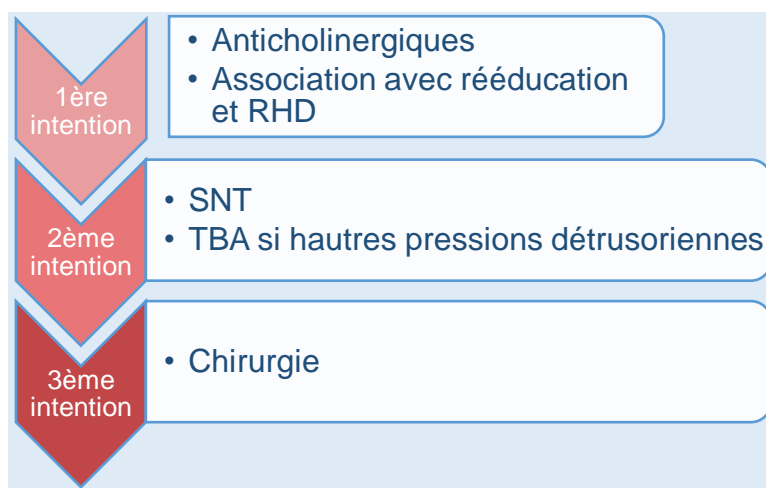 1ère
intention
• Anticholinergiques
• Association avec rééducation
et RHD
2ème
intention
• SNT
• TBA si hautres pressions détrusoriennes
3ème
intention
• Chirurgie